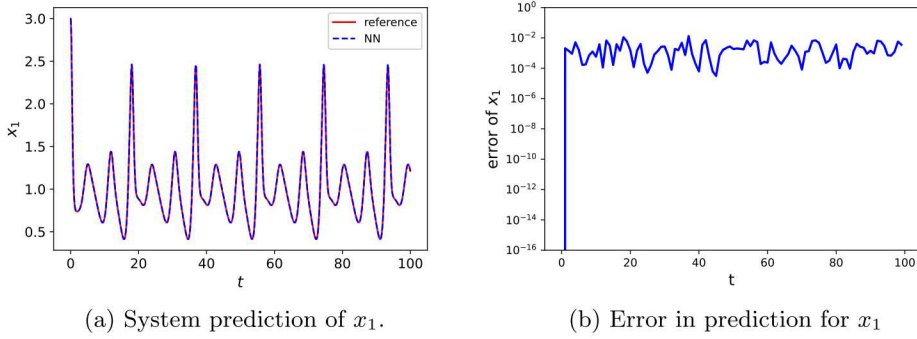 3.0
2.5
2.0
1.5
1.0
0.5
x₁
0 20 40 60 80 100
t
reference
NN
10⁰
10⁻²
10⁻⁴
10⁻⁶
10⁻⁸
10⁻¹⁰
10⁻¹²
10⁻¹⁴
10⁻¹⁶
error of x₁
0 20 40 60 80 100
t
(a) System prediction of x₁.
(b) Error in prediction for x₁